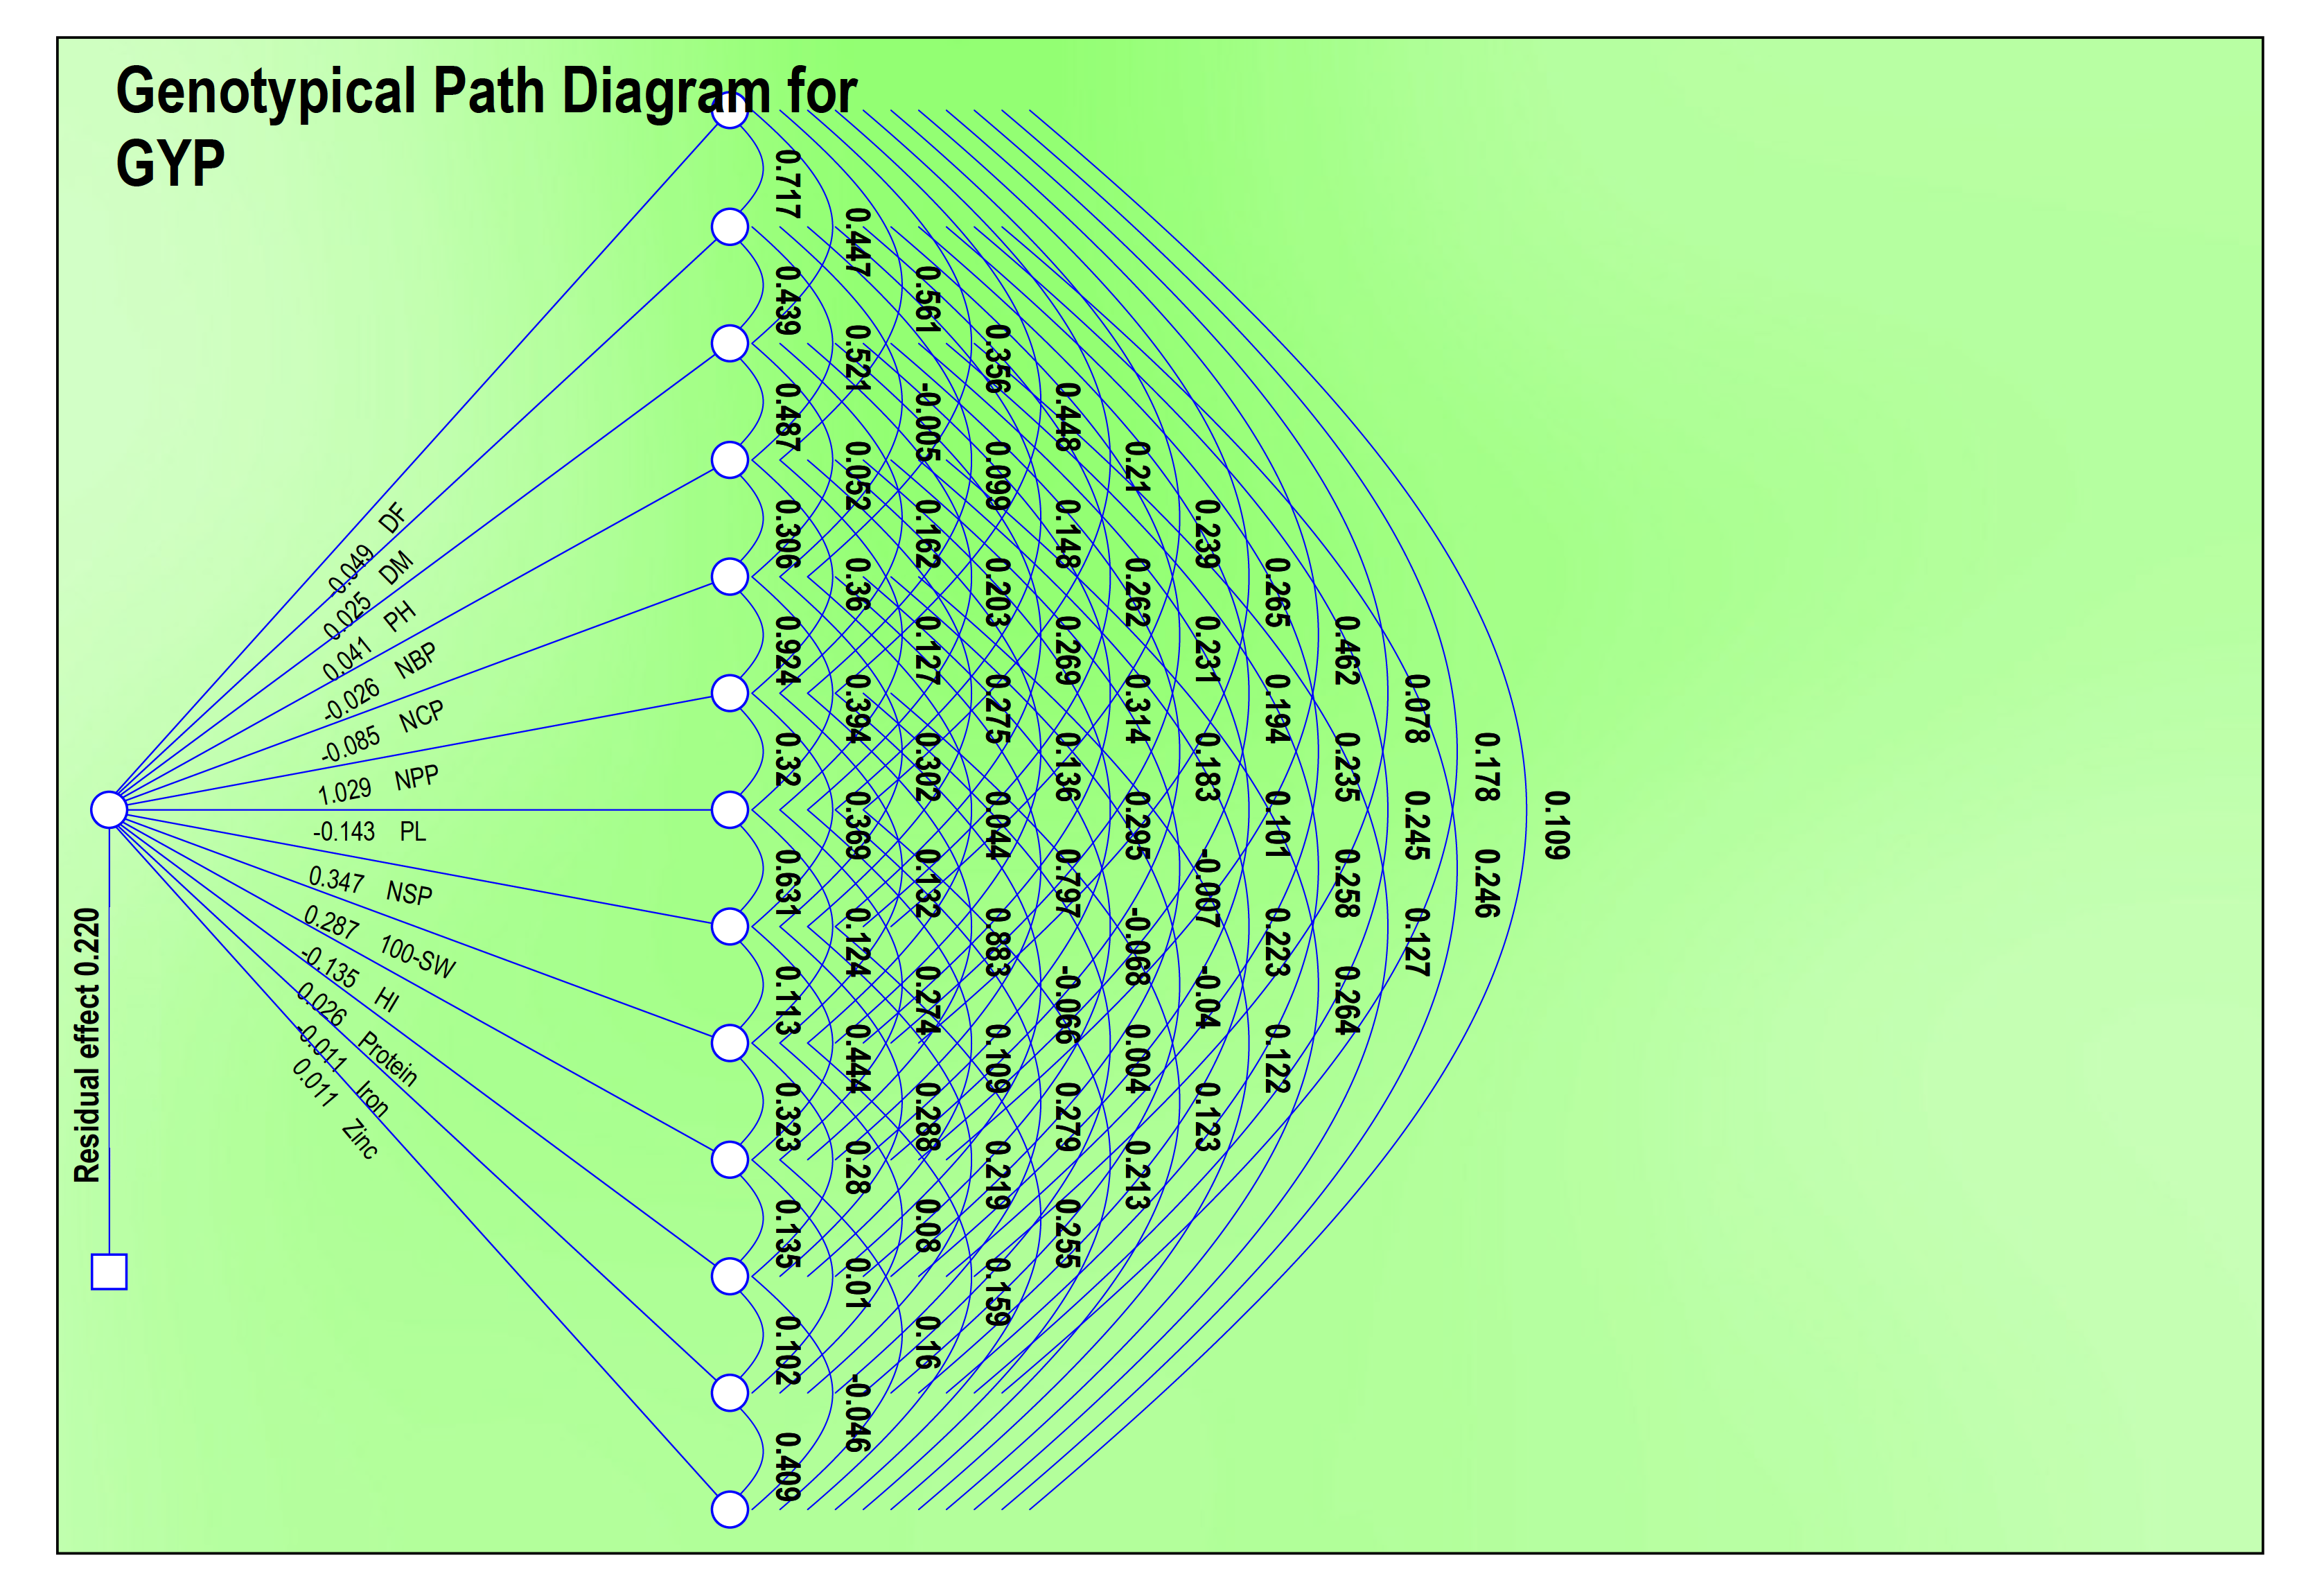 Genotypical Path Diagram for
GYP
0.049 DF
0.025 DM
0.041 PH
-0.026 NBP
-0.085 NCP
1.029 NPP
-0.143 PL
0.347 NSP
0.287 100-SW
-0.135 HI
0.026 Protein
-0.011 Iron
0.011 Zinc
Residual effect 0.220
0.717 0.439 0.487 0.306 0.924 0.32 0.631 0.113 0.323 0.135 0.102 0.409
0.447 0.521 0.052 0.36 0.394 0.369 0.124 0.444 0.28 0.01 -0.046
0.561 -0.005 0.162 0.127 0.302 0.132 0.274 0.288 0.08 0.16
0.356 0.099 0.203 0.275 0.044 0.883 0.109 0.219 0.159
0.448 0.148 0.269 0.136 0.797 -0.066 0.279 0.255
0.21 0.262 0.314 0.295 -0.068 0.004 0.213
0.239 0.231 0.183 -0.007 -0.04 0.123
0.265 0.194 0.101 0.223 0.122
0.462 0.235 0.258 0.264
0.078 0.245 0.127
0.178 0.246
0.109